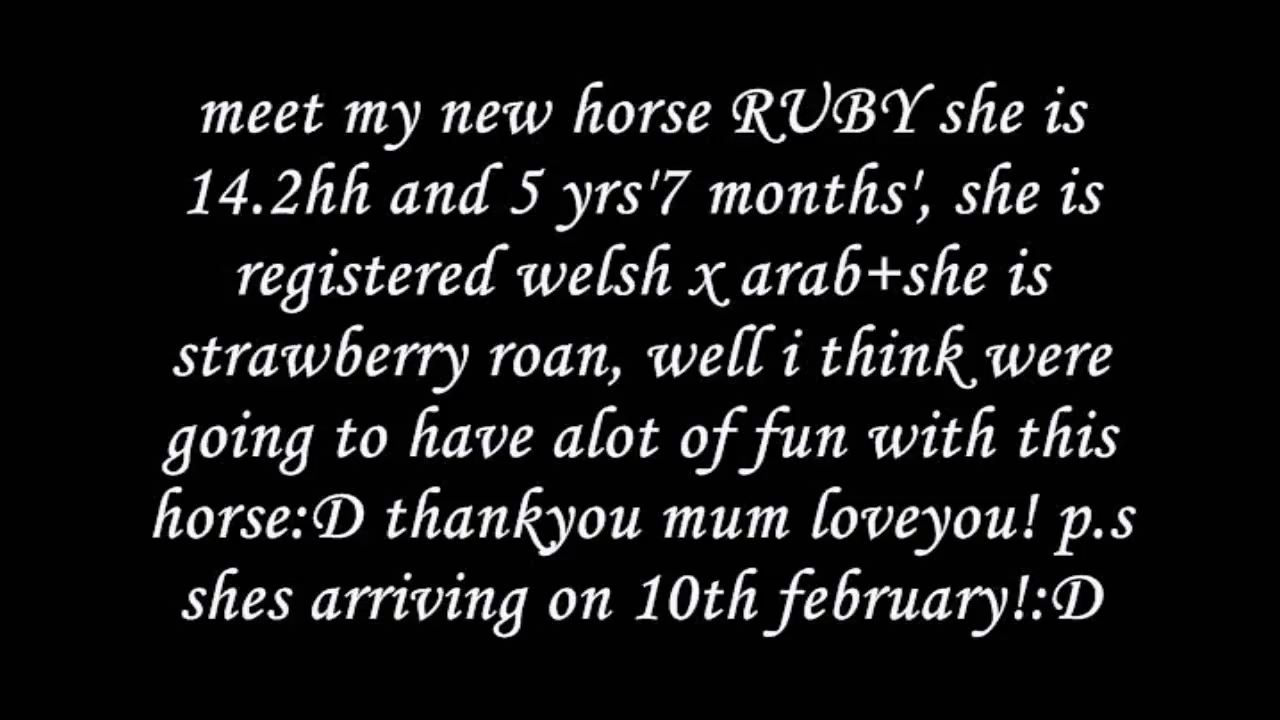 meet my new horse RUBY she is
14.2hh and 5 yrs'7 months', she is
registered welsh x arab+she is
strawberry roan, well i think were
going to have alot of fun with this
horse:D thankyou mum loveyou! p.s
shes arriving on 10th february!:D